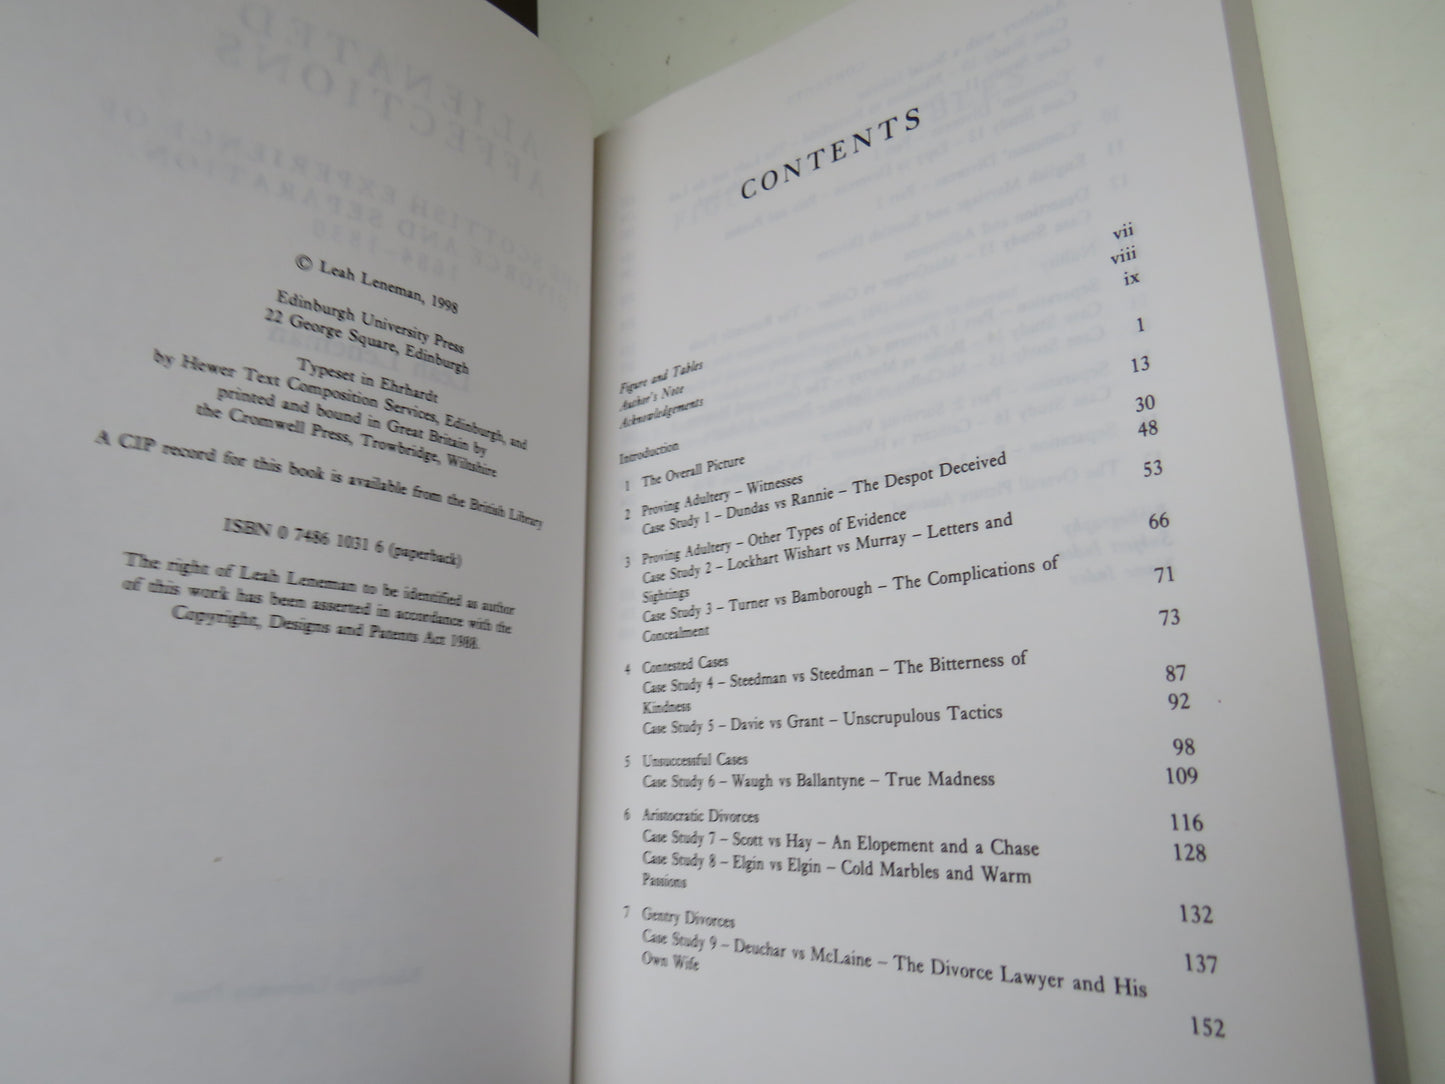 © Leah Leneman, 1998
Edinburgh University Press
22 George Square, Edinburgh
Typeset in Ehrhardt
by Hewer Text Composition Services, Edinburgh, and
printed and bound in Great Britain by
the Cromwell Press, Trowbridge, Wiltshire
A CIP record for this book is available from the British Library
ISBN 0 7486 1031 6 (paperback)
The right of Leah Leneman to be identified as author
of this work has been asserted in accordance with the
Copyright, Designs and Patents Act 1988.
CONTENTS
Figure and Tables vii
Author's Note viii
Acknowledgements ix
Introduction 1
1 The Overall Picture 13
2 Proving Adultery – Witnesses 30
Case Study 1 – Dundas vs Rannie – The Despot Deceived 48
3 Proving Adultery – Other Types of Evidence 53
Case Study 2 – Lockhart Wishart vs Murray – Letters and
Sightings 66
Case Study 3 – Turner vs Bamborough – The Complications of
Concealment 71
4 Contested Cases 73
Case Study 4 – Steedman vs Steedman – The Bitterness of
Kindness 87
Case Study 5 – Davie vs Grant – Unscrupulous Tactics 92
5 Unsuccessful Cases 98
Case Study 6 – Waugh vs Ballantyne – True Madness 109
6 Aristocratic Divorces 116
Case Study 7 – Scott vs Hay – An Elopement and a Chase 128
Case Study 8 – Elgin vs Elgin – Cold Marbles and Warm
Passions 132
7 Gentry Divorces 137
Case Study 9 – Deuchar vs McLaine – The Divorce Lawyer and His
Own Wife 152